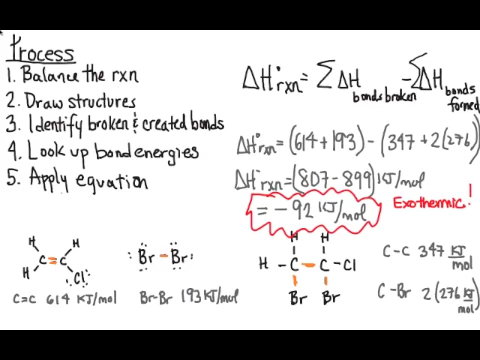 Process
1. Balance the rxn
2. Draw structures
3. Identify broken & created bonds
4. Look up bond energies
5. Apply equation
ΔH°rxn = ΣΔH bonds broken - ΣΔH bonds formed
ΔH°rxn = (614+193) - (347+2(276)
ΔH°rxn = (807-899) KJ/mol
= -92 KJ/mol
Exothermic!
H H
C=C
H Cl
C=C 614 KJ/mol
Br-Br
Br-Br 193 KJ/mol
H H
H-C-C-Cl
Br Br
C-C 347 KJ/mol
C-Br 2(276 KJ/mol)